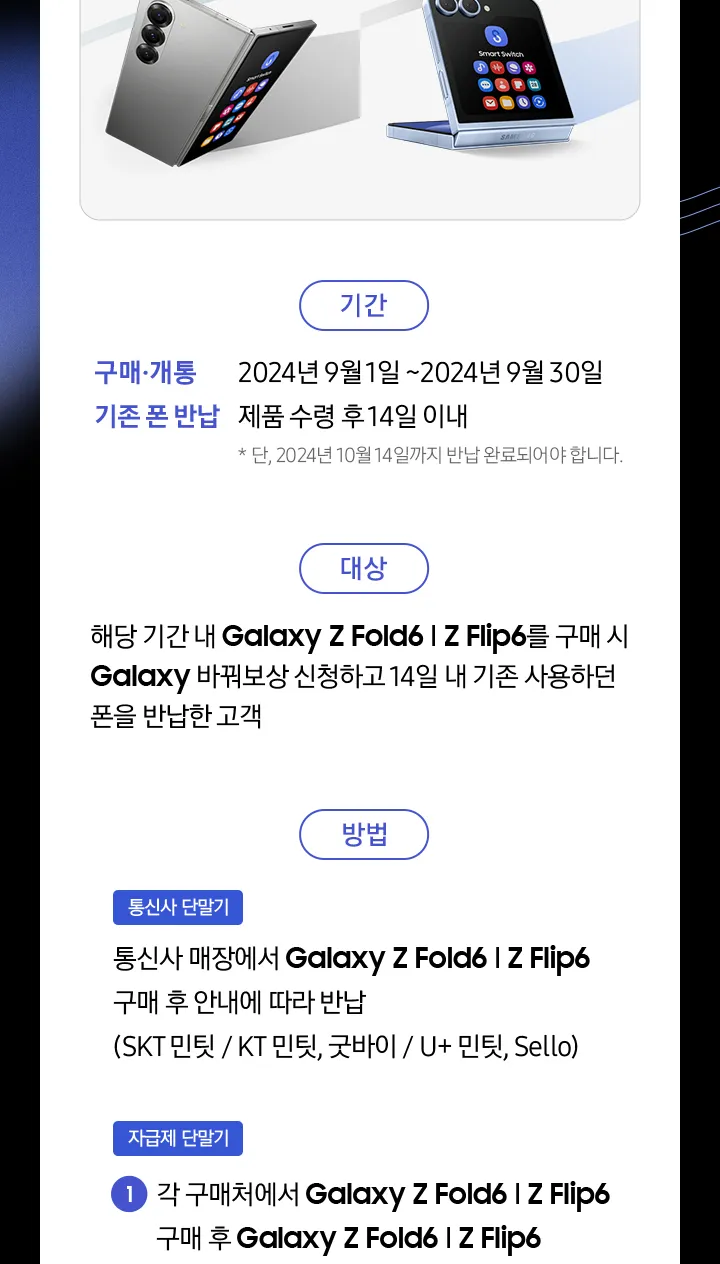 Smart Switch
Smart Switch
SAMSUNG
기간
구매·개통 2024년 9월 1일 ~2024년 9월 30일
기존 폰 반납 제품 수령 후 14일 이내
* 단, 2024년 10월 14일까지 반납 완료되어야 합니다.
대상
해당 기간 내 Galaxy Z Fold6 | Z Flip6를 구매 시
Galaxy 바꿔보상 신청하고 14일 내 기존 사용하던
폰을 반납한 고객
방법
통신사 단말기
통신사 매장에서 Galaxy Z Fold6 | Z Flip6
구매 후 안내에 따라 반납
(SKT 민팃 / KT 민팃, 굿바이 / U+ 민팃, Sello)
자급제 단말기
1 각 구매처에서 Galaxy Z Fold6 | Z Flip6
구매 후 Galaxy Z Fold6 | Z Flip6